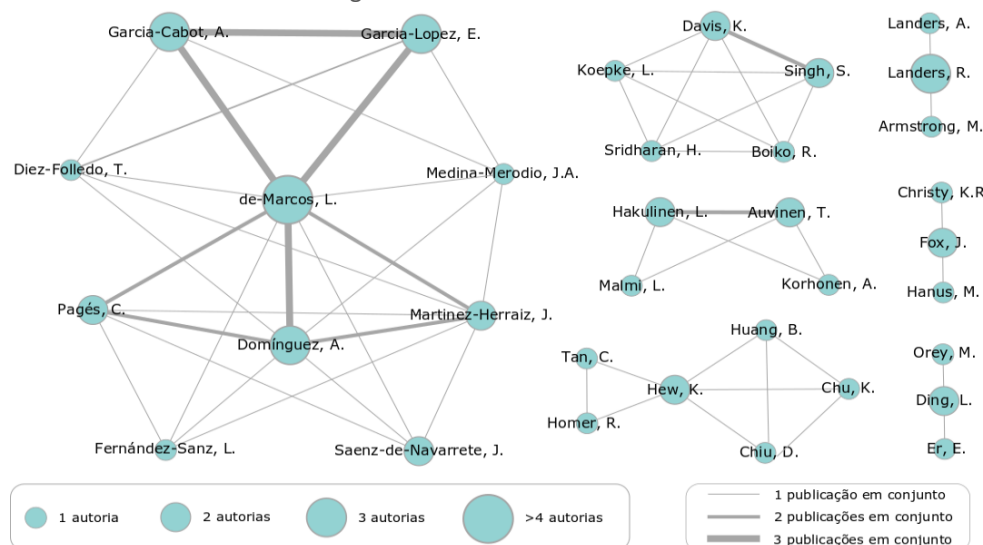 Garcia-Cabot, A.
Garcia-Lopez, E.
Diez-Folledo, T.
Medina-Merodio, J.A.
de-Marcos, L.
Pagés, C.
Martinez-Herraiz, J.
Domínguez, A.
Fernández-Sanz, L.
Saenz-de-Navarrete, J.
Davis, K.
Koepke, L.
Singh, S.
Sridharan, H.
Boiko, R.
Hakulinen, L.
Auvinen, T.
Malmi, L.
Korhonen, A.
Huang, B.
Tan, C.
Hew, K.
Chu, K.
Homer, R.
Chiu, D.
Landers, A.
Landers, R.
Armstrong, M.
Christy, K.R
Fox, J.
Hanus, M.
Orey, M.
Ding, L.
Er, E.
1 autoria
2 autorias
3 autorias
>4 autorias
1 publicação em conjunto
2 publicações em conjunto
3 publicações em conjunto